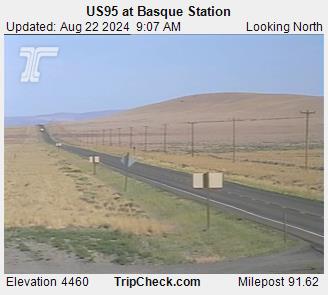 US95 at Basque Station
Updated: Aug 22 2024  9:07 AM Looking North
Elevation 4460 TripCheck.com Milepost 91.62